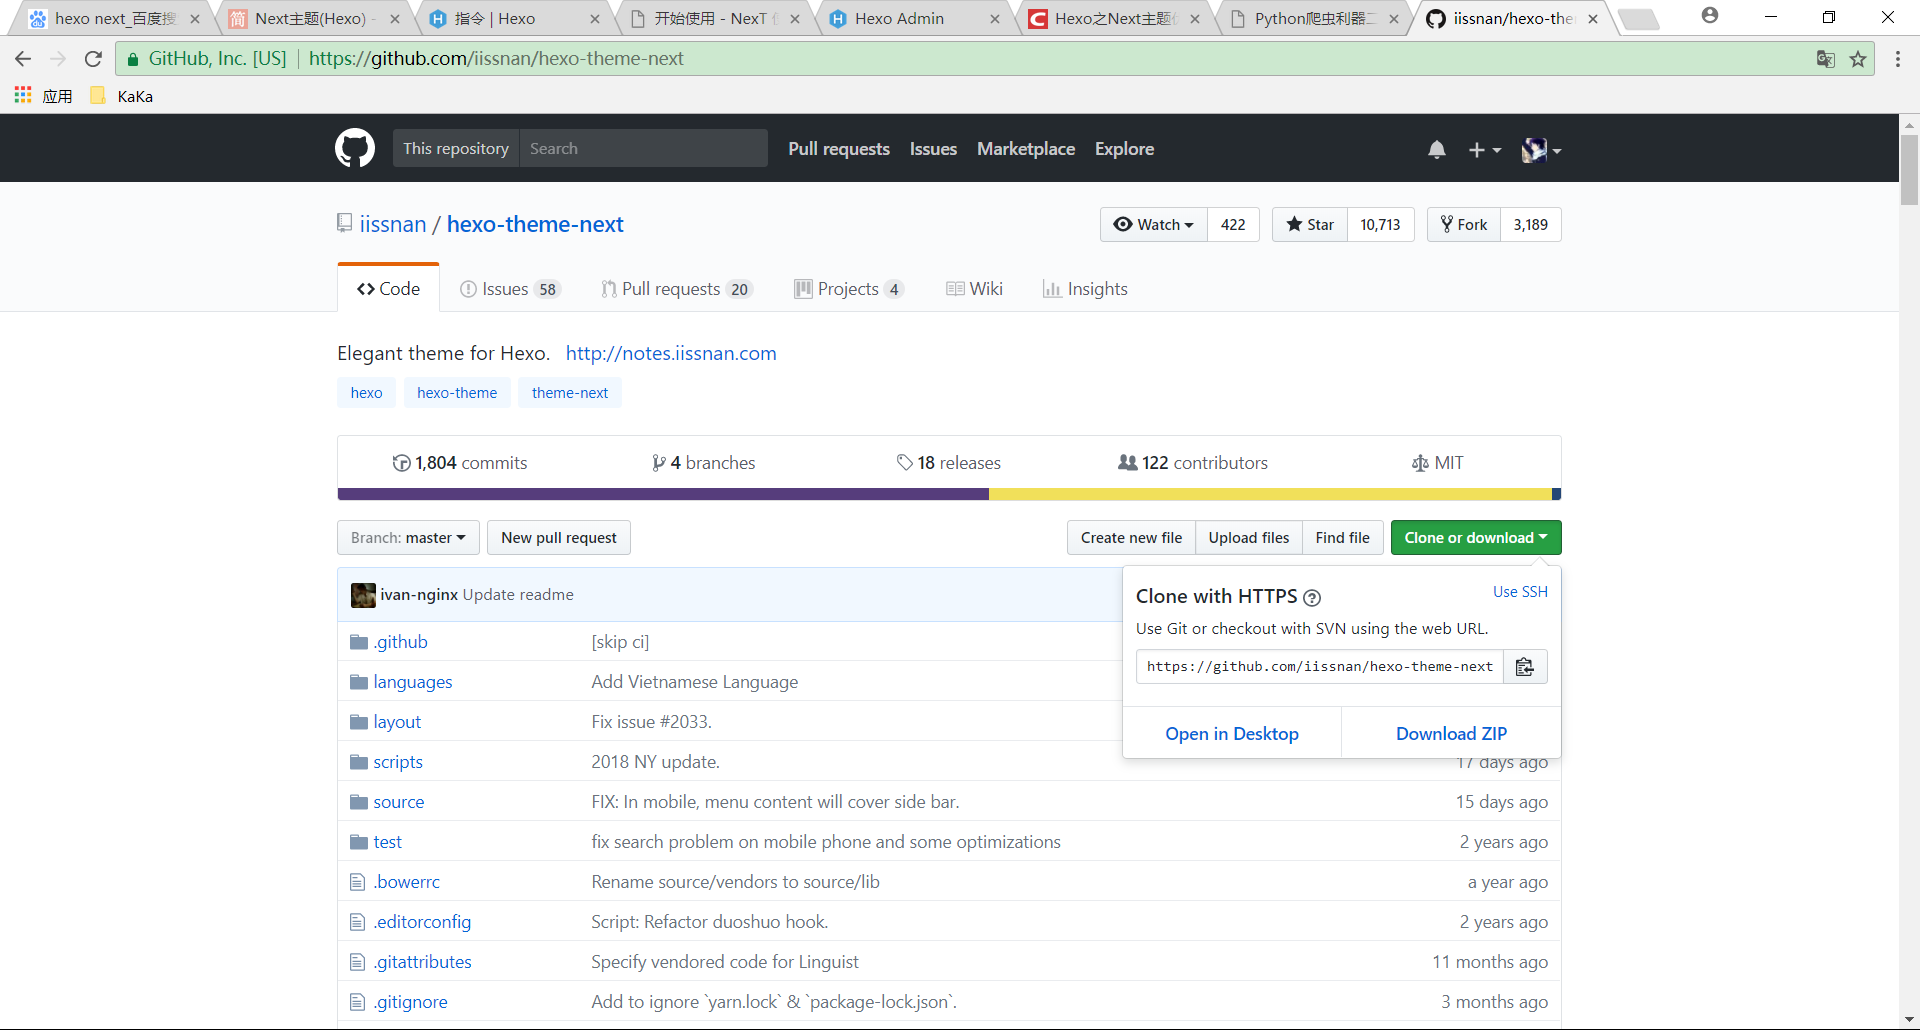 hexo next_百度搜
Next主题(Hexo) -
指令 | Hexo
开始使用 - NexT 使
Hexo Admin
Hexo之Next主题优
Python爬虫利器二
iissnan/hexo-the
GitHub, Inc. [US] https://github.com/iissnan/hexo-theme-next
应用 KaKa
This repository Search Pull requests Issues Marketplace Explore
iissnan / hexo-theme-next
Watch 422 Star 10,713 Fork 3,189
Code Issues 58 Pull requests 20 Projects 4 Wiki Insights
Elegant theme for Hexo. http://notes.iissnan.com
hexo hexo-theme theme-next
1,804 commits 4 branches 18 releases 122 contributors MIT
Branch: master New pull request Create new file Upload files Find file Clone or download
ivan-nginx Update readme
Clone with HTTPS ? Use SSH
Use Git or checkout with SVN using the web URL.
https://github.com/iissnan/hexo-theme-next
Open in Desktop Download ZIP
.github [skip ci]
languages Add Vietnamese Language
layout Fix issue #2033.
scripts 2018 NY update. 17 days ago
source FIX: In mobile, menu content will cover side bar. 15 days ago
test fix search problem on mobile phone and some optimizations 2 years ago
.bowerrc Rename source/vendors to source/lib a year ago
.editorconfig Script: Refactor duoshuo hook. 2 years ago
.gitattributes Specify vendored code for Linguist 11 months ago
.gitignore Add to ignore `yarn.lock` & `package-lock.json`. 3 months ago